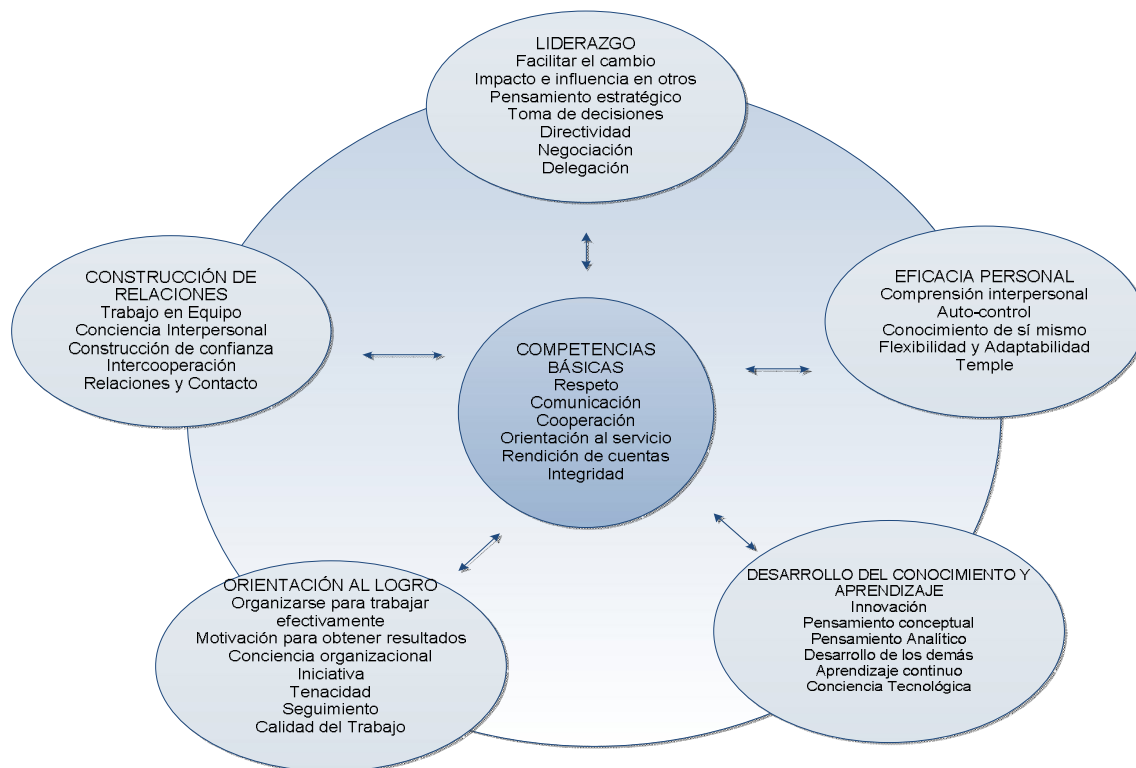 LIDERAZGO
Facilitar el cambio
Impacto e influencia en otros
Pensamiento estratégico
Toma de decisiones
Directividad
Negociación
Delegación
CONSTRUCCIÓN DE
RELACIONES
Trabajo en Equipo
Conciencia Interpersonal
Construcción de confianza
Intercooperación
Relaciones y Contacto
EFICACIA PERSONAL
Comprensión interpersonal
Auto-control
Conocimiento de sí mismo
Flexibilidad y Adaptabilidad
Temple
COMPETENCIAS
BÁSICAS
Respeto
Comunicación
Cooperación
Orientación al servicio
Rendición de cuentas
Integridad
ORIENTACIÓN AL LOGRO
Organizarse para trabajar
efectivamente
Motivación para obtener resultados
Conciencia organizacional
Iniciativa
Tenacidad
Seguimiento
Calidad del Trabajo
DESARROLLO DEL CONOCIMIENTO Y
APRENDIZAJE
Innovación
Pensamiento conceptual
Pensamiento Analítico
Desarrollo de los demás
Aprendizaje continuo
Conciencia Tecnológica